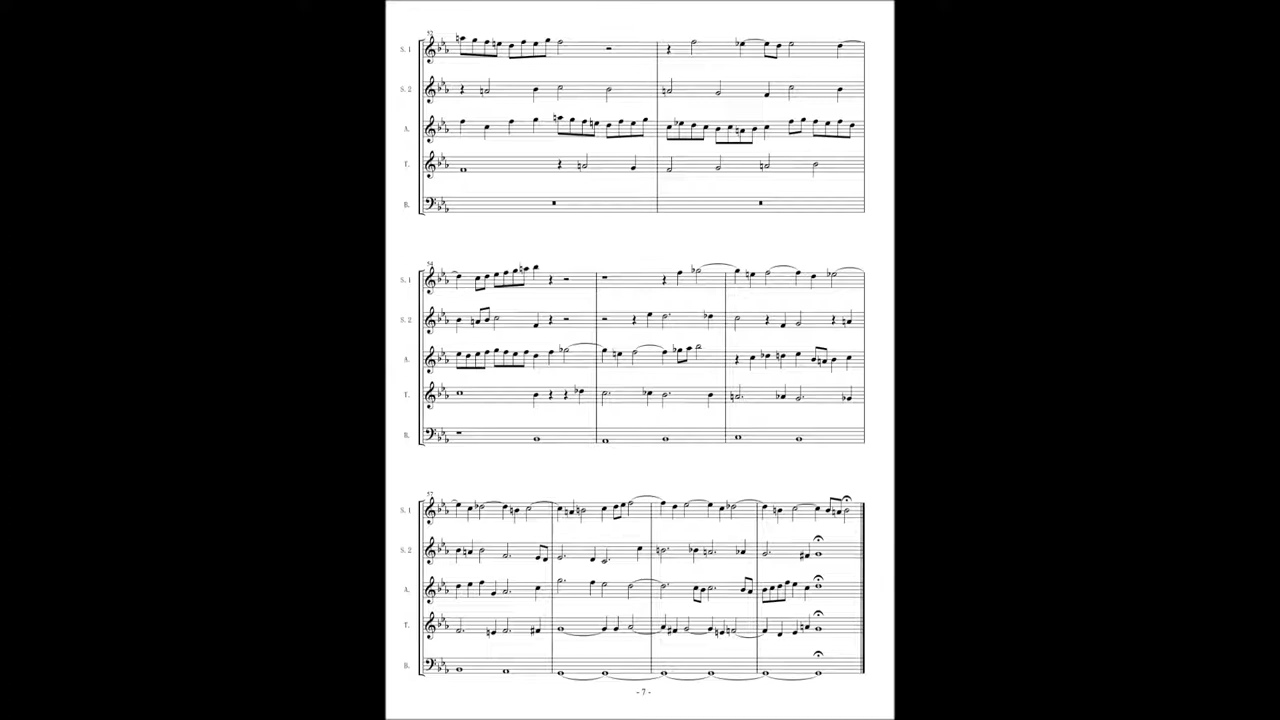 52
S. 1
S. 2
A.
T.
B.
54
S. 1
S. 2
A.
T.
B.
57
S. 1
S. 2
A.
T.
B.
- 7 -